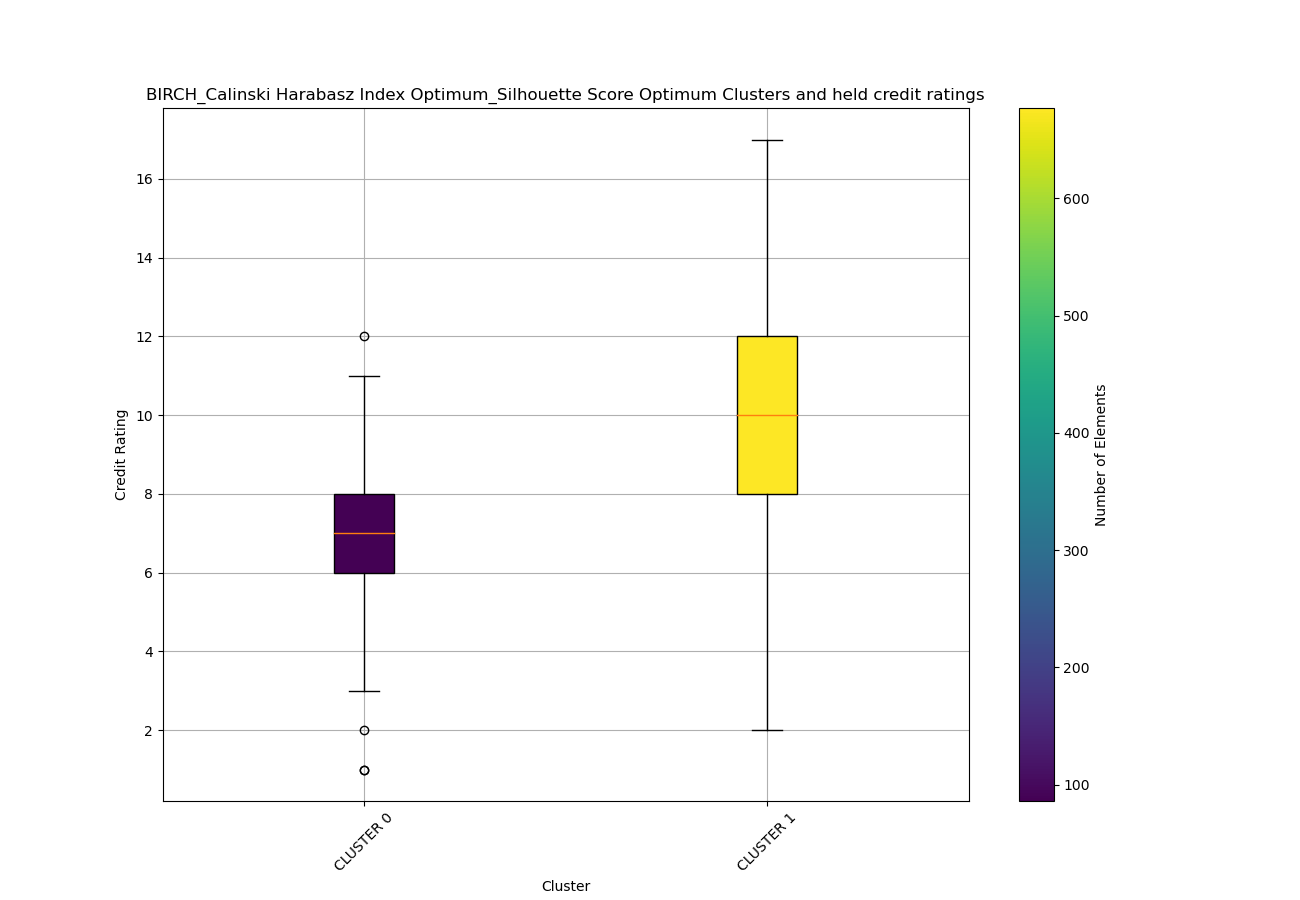 BIRCH_Calinski Harabasz Index Optimum_Silhouette Score Optimum Clusters and held credit ratings
16
14
12
10
8
6
4
2
Credit Rating
CLUSTER 0
CLUSTER 1
Cluster
600
500
400
300
200
100
Number of Elements